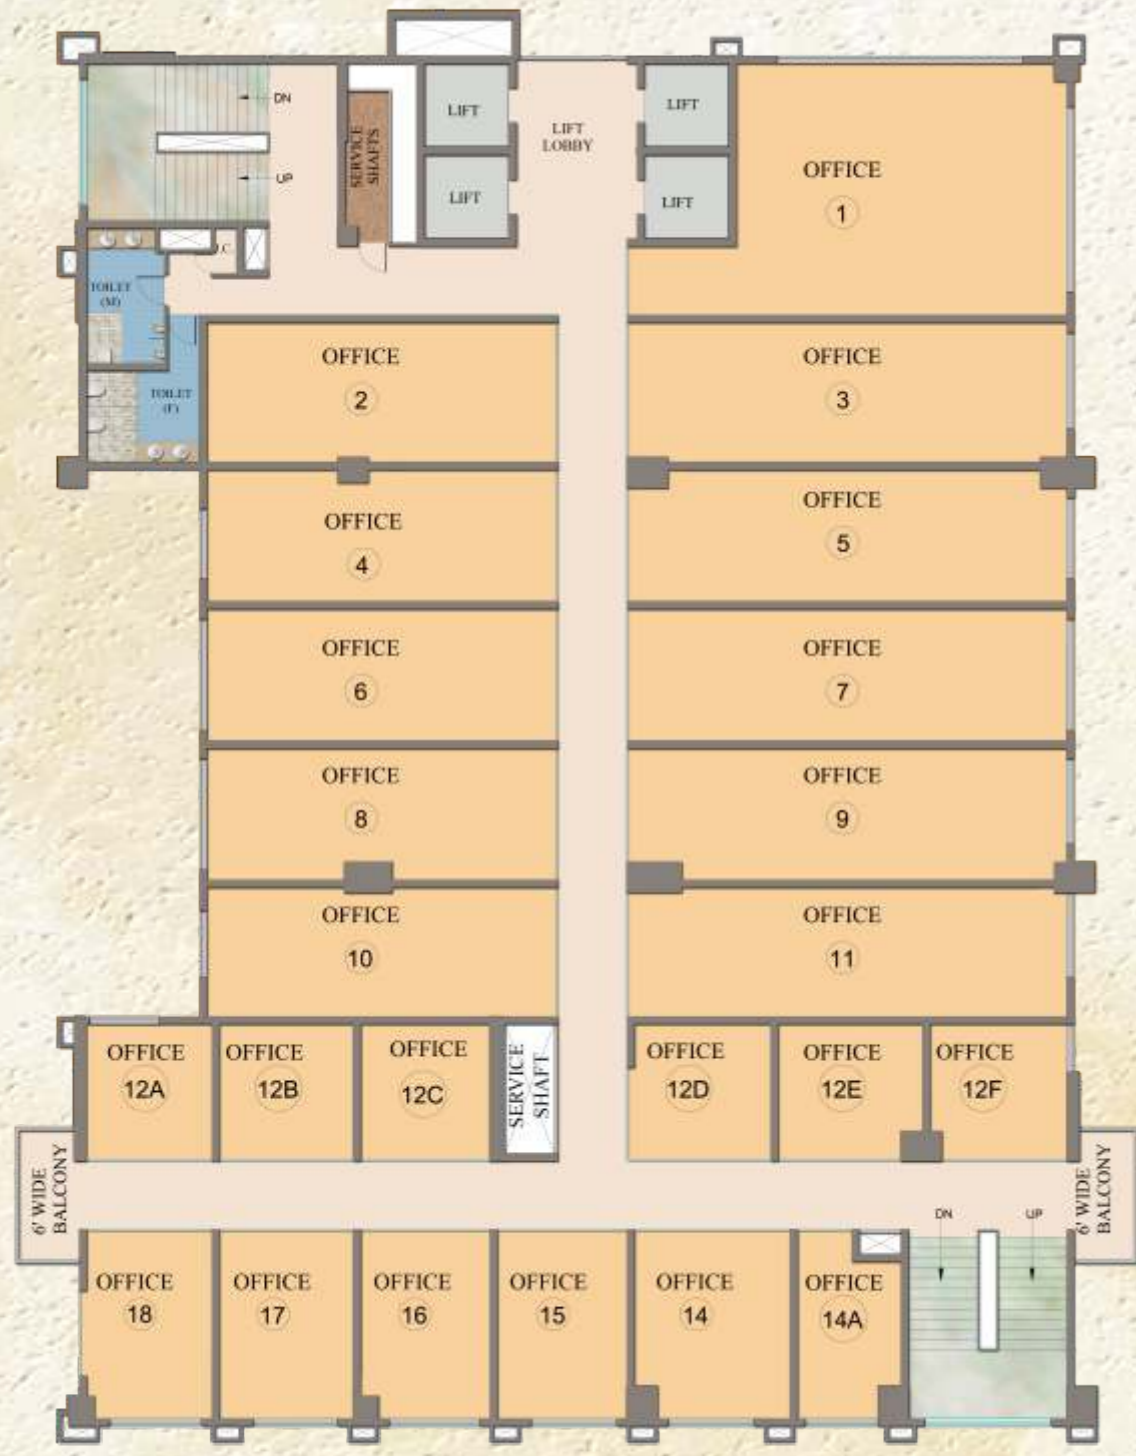 DN
UP
SERVICE
SHAFTS
LIFT
LIFT
LIFT
LOBBY
LIFT
LIFT
OFFICE
1
TOILET
(M)
TOILET
(F)
OFFICE
2
OFFICE
3
OFFICE
4
OFFICE
5
OFFICE
6
OFFICE
7
OFFICE
8
OFFICE
9
OFFICE
10
OFFICE
11
OFFICE
12A
OFFICE
12B
OFFICE
12C
SERVICE
SHAFT
OFFICE
12D
OFFICE
12E
OFFICE
12F
6' WIDE
BALCONY
6' WIDE
BALCONY
DN
UP
OFFICE
18
OFFICE
17
OFFICE
16
OFFICE
15
OFFICE
14
OFFICE
14A